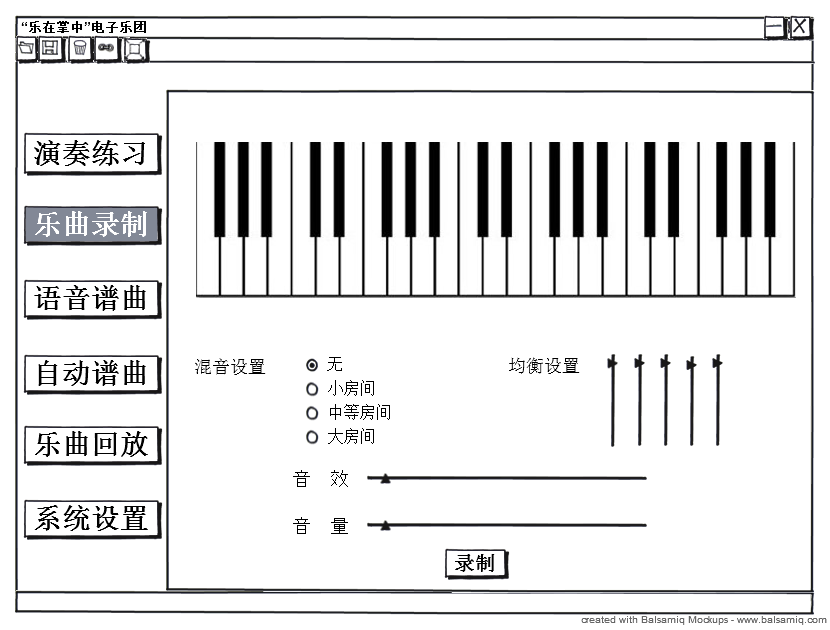 “乐在掌中”电子乐团
演奏练习
乐曲录制
语音谱曲
自动谱曲
乐曲回放
系统设置
混音设置
无
小房间
中等房间
大房间
均衡设置
音 效
音 量
录制
created with Balsamiq Mockups - www.balsamiq.com